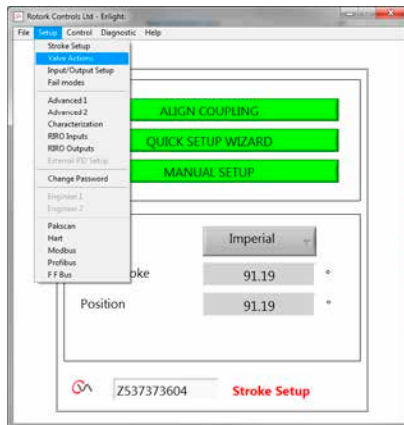 Rotork Controls Ltd - Enlight.
File Setup Control Diagnostic Help
Stroke Setup
Valve Actions
Input/Output Setup
Fail modes
Advanced 1
Advanced 2
Characterization
RIRO Inputs
RIRO Outputs
External PID Setup
Change Password
Engineer 1
Engineer 2
Pakscan
Hart
Modbus
Profibus
F F Bus
ALIGN COUPLING
QUICK SETUP WIZARD
MANUAL SETUP
Imperial
oke 91.19 °
Position 91.19 °
Z537373604 Stroke Setup